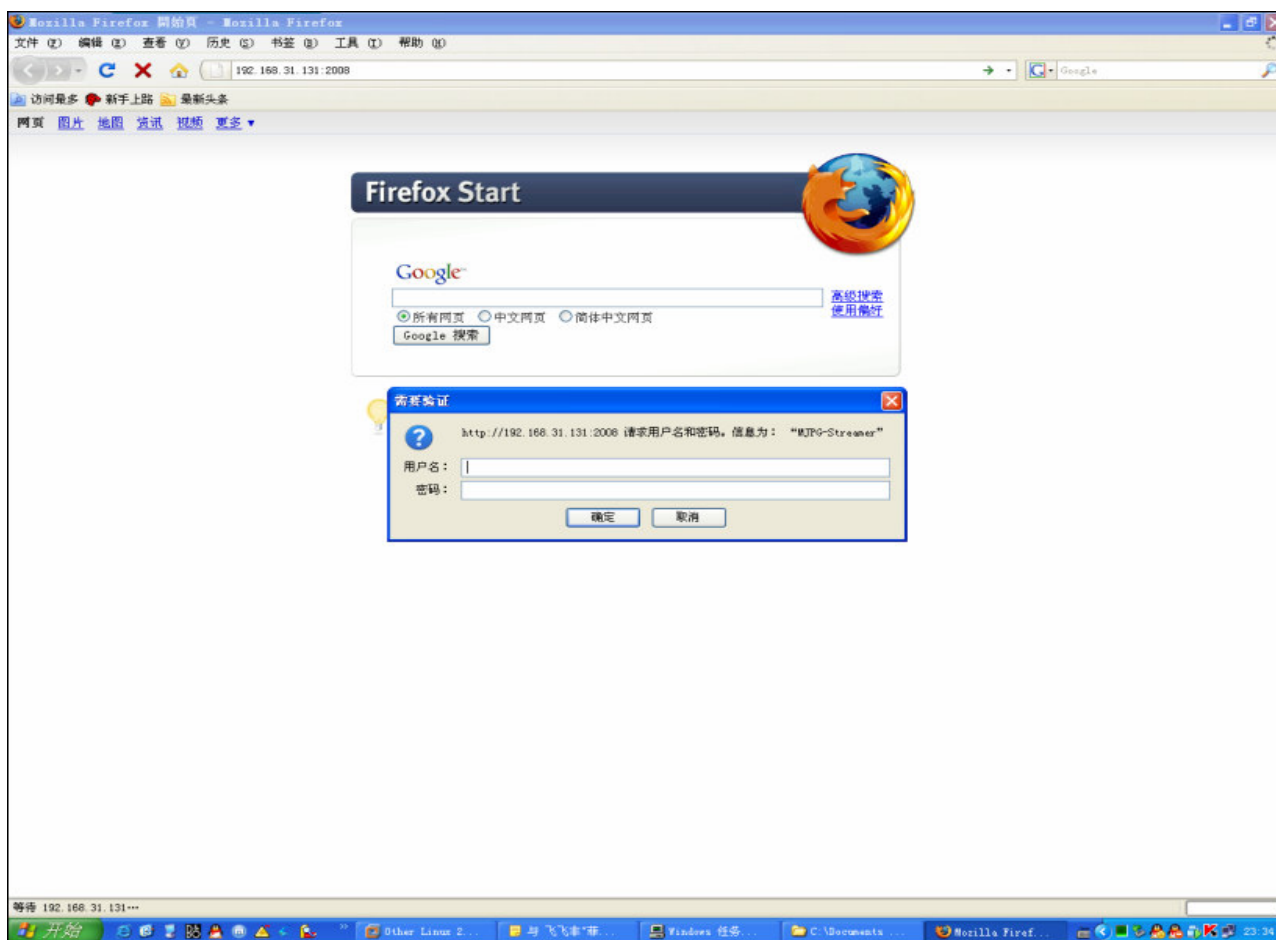 Mozilla Firefox 開始頁 - Mozilla Firefox
文件 (F) 编辑 (E) 查看 (V) 历史 (S) 书签 (B) 工具 (T) 帮助 (H)
192.168.31.131:2008
Google
访问最多 新手上路 最新头条
网页 图片 地图 资讯 视频 更多 ▼
Firefox Start
Google™
高级搜索
使用偏好
所有网页 中文网页 简体中文网页
Google 搜索
需要验证
http://192.168.31.131:2008 请求用户名和密码。信息为： “MJPG-Streamer”
用户名：
密码：
确定 取消
等待 192.168.31.131…
开始 Other Linux 2... 与 飞飞 Windows 任务... C:\Documents ... Mozilla Firef... 23:34